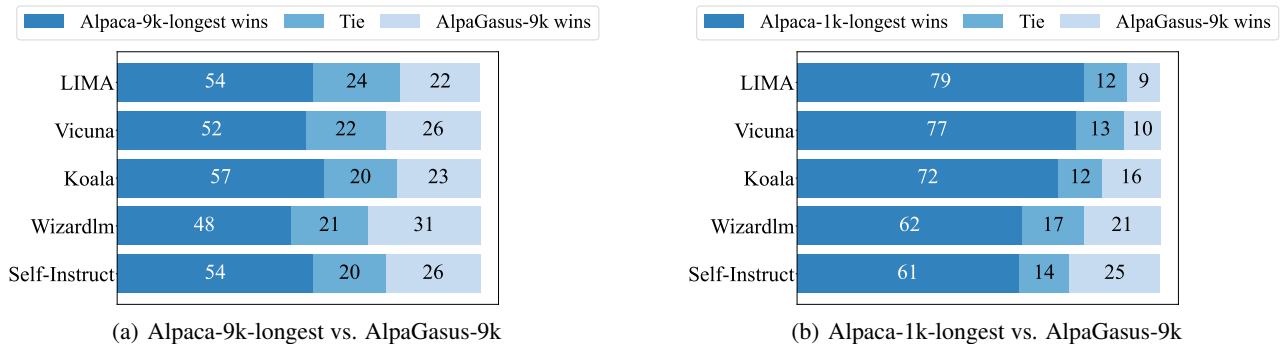 Alpaca-9k-longest wins Tie AlpaGasus-9k wins
LIMA 54 24 22
Vicuna 52 22 26
Koala 57 20 23
Wizardlm 48 21 31
Self-Instruct 54 20 26
(a) Alpaca-9k-longest vs. AlpaGasus-9k
Alpaca-1k-longest wins Tie AlpaGasus-9k wins
LIMA 79 12 9
Vicuna 77 13 10
Koala 72 12 16
Wizardlm 62 17 21
Self-Instruct 61 14 25
(b) Alpaca-1k-longest vs. AlpaGasus-9k